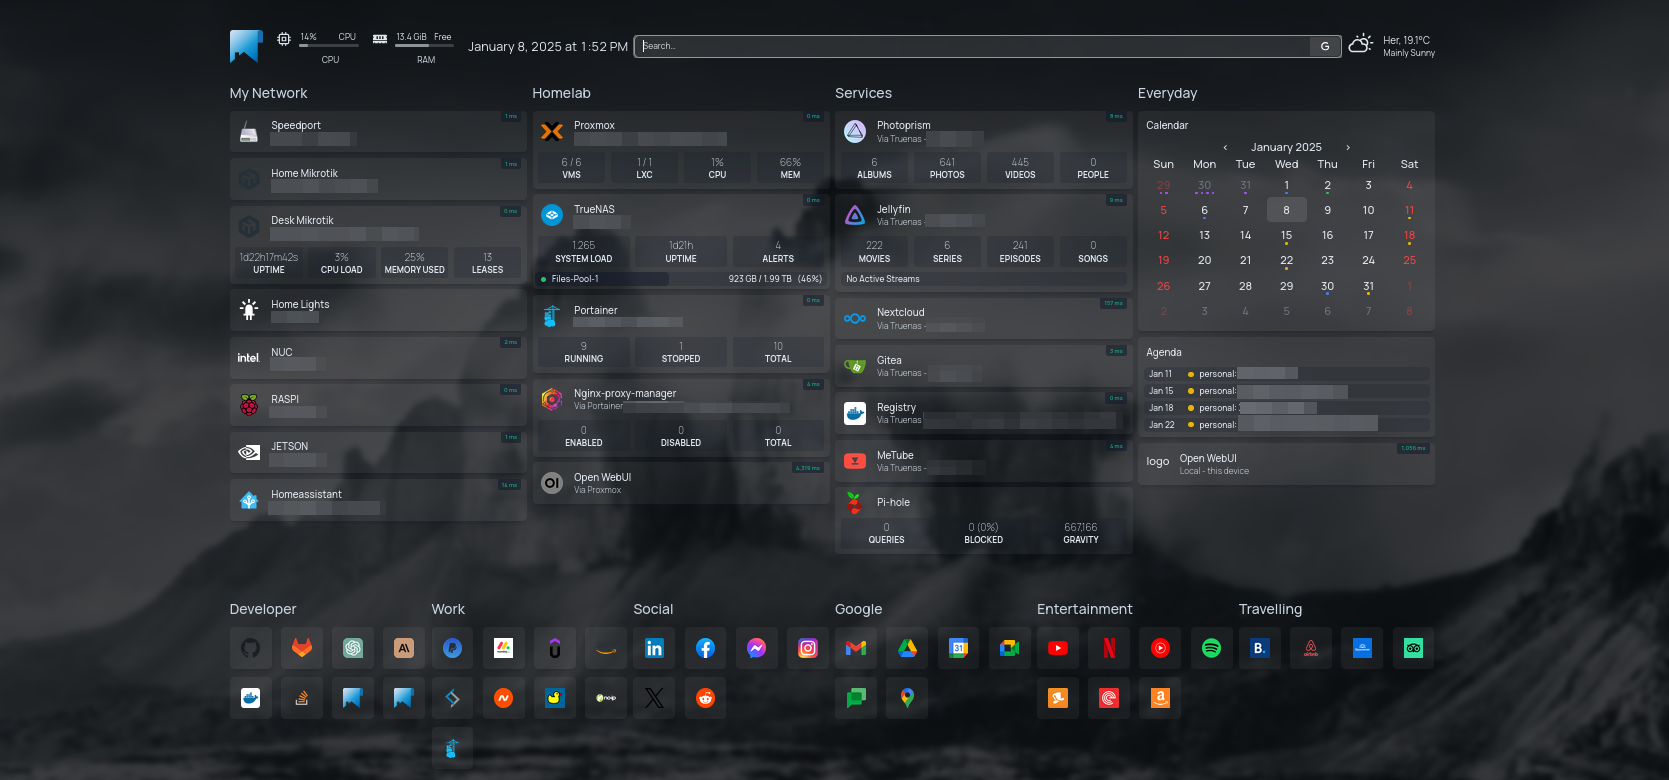 14% CPU
CPU
13.4 GiB Free
RAM
January 8, 2025 at 1:52 PM
Search...
G
Her, 19.1°C
Mainly Sunny
My Network
1 ms
Speedport
1 ms
Home Mikrotik
0 ms
Desk Mikrotik
1d22h17m42s
UPTIME
3%
CPU LOAD
25%
MEMORY USED
13
LEASES
Home Lights
2 ms
intel.
NUC
0 ms
RASPI
1 ms
JETSON
14 ms
Homeassistant
Homelab
0 ms
Proxmox
6 / 6
VMS
1 / 1
LXC
1%
CPU
66%
MEM
0 ms
TrueNAS
1.265
SYSTEM LOAD
1d21h
UPTIME
4
ALERTS
Files-Pool-1
923 GB / 1.99 TB (46%)
0 ms
Portainer
9
RUNNING
1
STOPPED
10
TOTAL
6 ms
Nginx-proxy-manager
Via Portainer
0
ENABLED
0
DISABLED
0
TOTAL
4,319 ms
OI
Open WebUI
Via Proxmox
Services
8 ms
Photoprism
Via Truenas -
6
ALBUMS
641
PHOTOS
445
VIDEOS
0
PEOPLE
9 ms
Jellyfin
Via Truenas -
222
MOVIES
6
SERIES
241
EPISODES
0
SONGS
No Active Streams
757 ms
Nextcloud
Via Truenas -
3 ms
Gitea
Via Truenas -
0 ms
Registry
Via Truenas
4 ms
MeTube
Via Truenas -
Pi-hole
0
QUERIES
0 (0%)
BLOCKED
667,166
GRAVITY
Everyday
Calendar
‹ January 2025 ›
Sun Mon Tue Wed Thu Fri Sat
29 30 31 1 2 3 4
5 6 7 8 9 10 11
12 13 14 15 16 17 18
19 20 21 22 23 24 25
26 27 28 29 30 31 1
2 3 4 5 6 7 8
Agenda
Jan 11 personal:
Jan 15 personal:
Jan 18 personal:
Jan 22 personal:
1,056 ms
logo
Open WebUI
Local - this device
Developer
Work
Social
Google
Entertainment
Travelling
31
B.
airbnb
noip